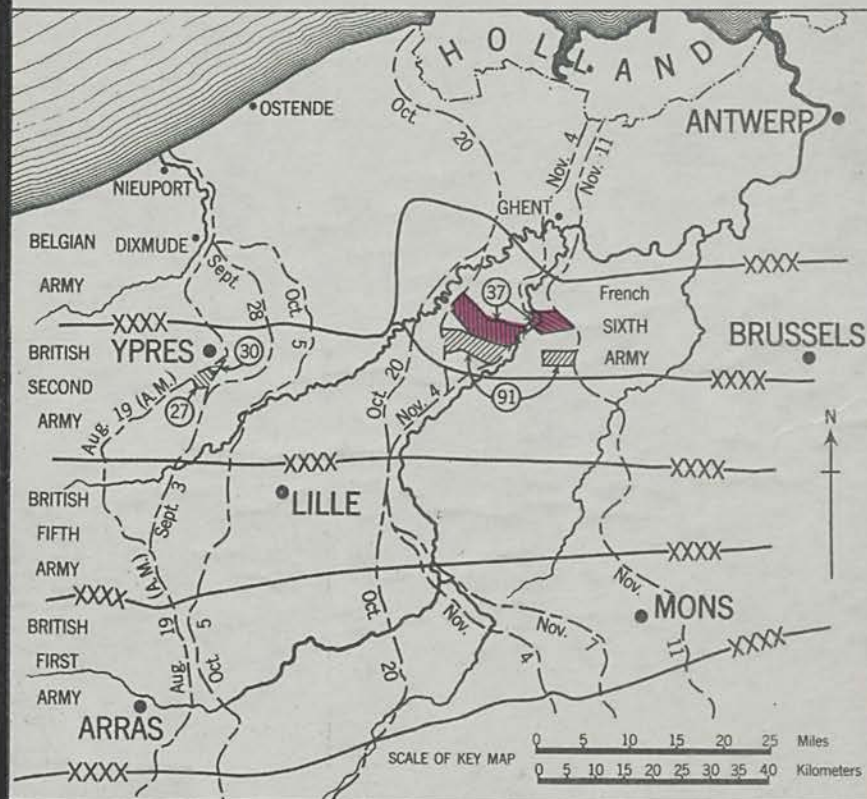 HOLLAND
OSTENDE
ANTWERP
NIEUPORT
DIXMUDE
GHENT
BELGIAN
ARMY
BRITISH
SECOND
ARMY
BRITISH
FIFTH
ARMY
BRITISH
FIRST
ARMY
XXXX
XXXX
XXXX
XXXX
XXXX
XXXX
XXXX
XXXX
XXXX
XXXX
YPRES
LILLE
ARRAS
MONS
BRUSSELS
French
SIXTH
ARMY
30
27
37
91
Oct. 20
Nov. 4
Nov. 11
Sept. 28
Oct. 5
Aug. 19 (A.M.)
Oct. 20
Nov. 4
Sept. 3
(A.M.)
Aug. 19
Oct. 5
Oct. 20
Nov. 4
Nov. 7
Nov. 11
N
SCALE OF KEY MAP
0 5 10 15 20 25 Miles
0 5 10 15 20 25 30 35 40 Kilometers